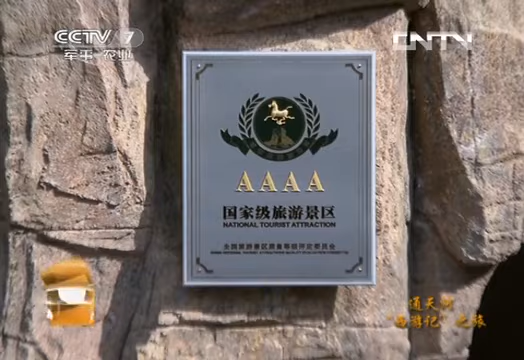 CCTV 7
军事·农业
CNTV
AAAA
国家级旅游景区
NATIONAL TOURIST ATTRACTION
全国旅游景区质量等级评定委员会
通天河
“西游记”之旅